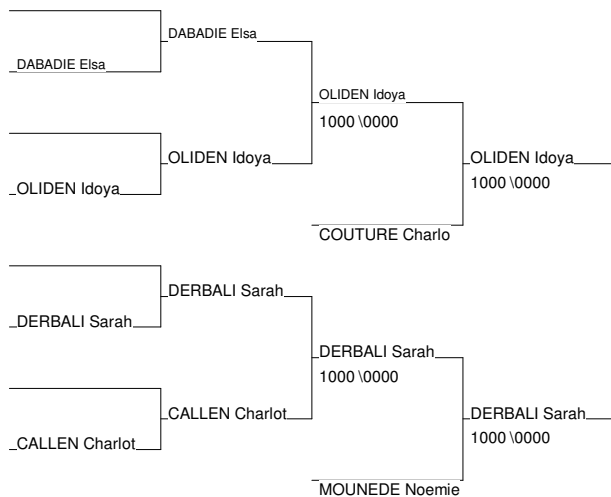 DABADIE Elsa
DABADIE Elsa
OLIDEN Idoya
1000 \0000
OLIDEN Idoya
OLIDEN Idoya
1000 \0000
OLIDEN Idoya
COUTURE Charlo
DERBALI Sarah
DERBALI Sarah
DERBALI Sarah
1000 \0000
CALLEN Charlot
DERBALI Sarah
1000 \0000
CALLEN Charlot
MOUNEDE Noemie